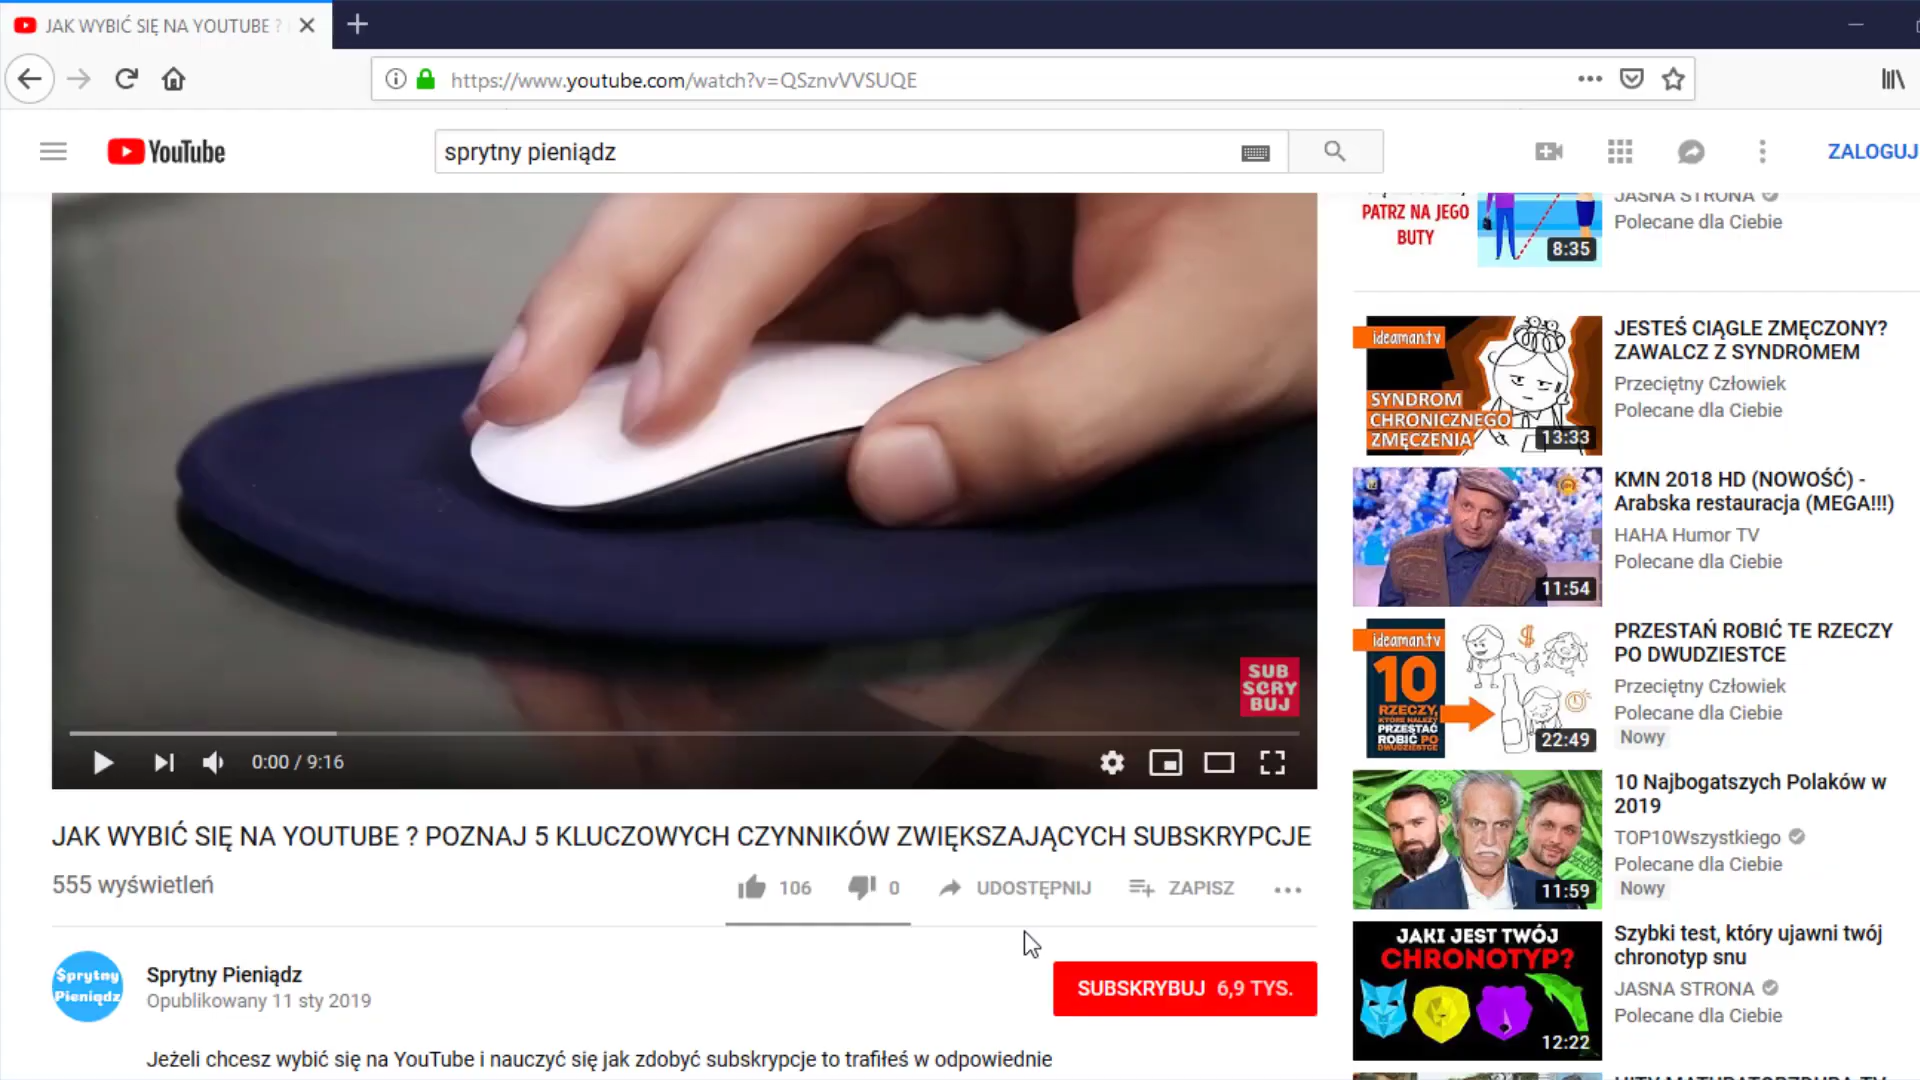 JAK WYBIĆ SIĘ NA YOUTUBE ?
https://www.youtube.com/watch?v=QSznvVVSUQE
YouTube
sprytny pieniądz
ZALOGUJ
PATRZ NA JEGO
BUTY
8:35
JASNA STRONA
Polecane dla Ciebie
ideaman.tv
SYNDROM
CHRONICZNEGO
ZMĘCZENIA
13:33
JESTEŚ CIĄGLE ZMĘCZONY?
ZAWALCZ Z SYNDROMEM
Przeciętny Człowiek
Polecane dla Ciebie
11:54
KMN 2018 HD (NOWOŚĆ) -
Arabska restauracja (MEGA!!!)
HAHA Humor TV
Polecane dla Ciebie
ideaman.tv
10
RZECZY,
KTÓRE NALEŻY
PRZESTAĆ
ROBIĆ PO
DWUDZIESTCE
22:49
PRZESTAŃ ROBIĆ TE RZECZY
PO DWUDZIESTCE
Przeciętny Człowiek
Polecane dla Ciebie
Nowy
11:59
10 Najbogatszych Polaków w
2019
TOP10Wszystkiego
Polecane dla Ciebie
Nowy
JAKI JEST TWÓJ
CHRONOTYP?
12:22
Szybki test, który ujawni twój
chronotyp snu
JASNA STRONA
Polecane dla Ciebie
SUB
SCRY
BUJ
0:00 / 9:16
JAK WYBIĆ SIĘ NA YOUTUBE ? POZNAJ 5 KLUCZOWYCH CZYNNIKÓW ZWIĘKSZAJĄCYCH SUBSKRYPCJE
555 wyświetleń
106
0
UDOSTĘPNIJ
ZAPISZ
Sprytny
Pieniądz
Sprytny Pieniądz
Opublikowany 11 sty 2019
SUBSKRYBUJ 6,9 TYS.
Jeżeli chcesz wybić się na YouTube i nauczyć się jak zdobyć subskrypcje to trafiłeś w odpowiednie